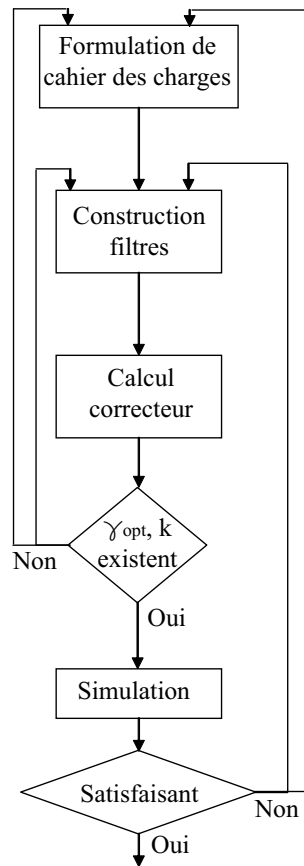 Formulation de
cahier des charges
Construction
filtres
Calcul
correcteur
γopt, k
existent
Non
Oui
Simulation
Satisfaisant
Non
Oui